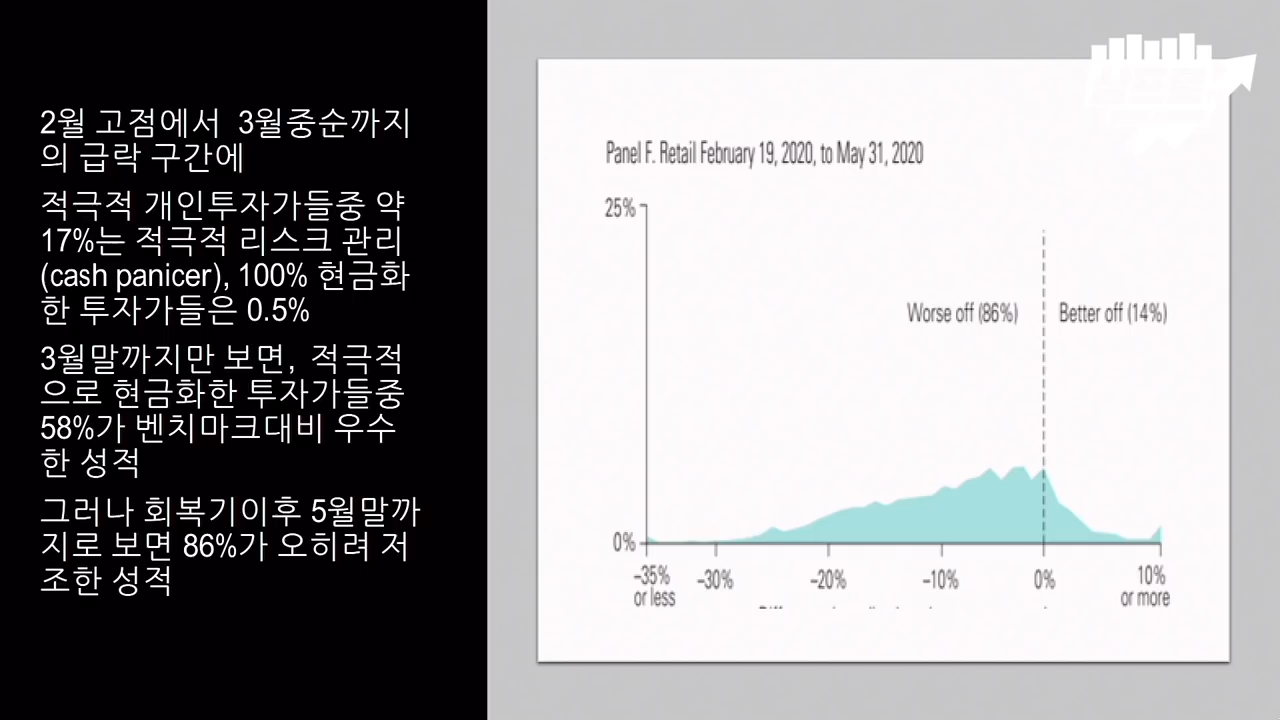 2월 고점에서 3월중순까지
의 급락 구간에
적극적 개인투자가들중 약
17%는 적극적 리스크 관리
(cash panicer), 100% 현금화
한 투자가들은 0.5%
3월말까지만 보면, 적극적
으로 현금화한 투자가들중
58%가 벤치마크대비 우수
한 성적
그러나 회복기이후 5월말까
지로 보면 86%가 오히려 저
조한 성적
Panel F. Retail February 19, 2020, to May 31, 2020
25%
Worse off (86%) Better off (14%)
0%
–35% –30% –20% –10% 0% 10%
or less or more